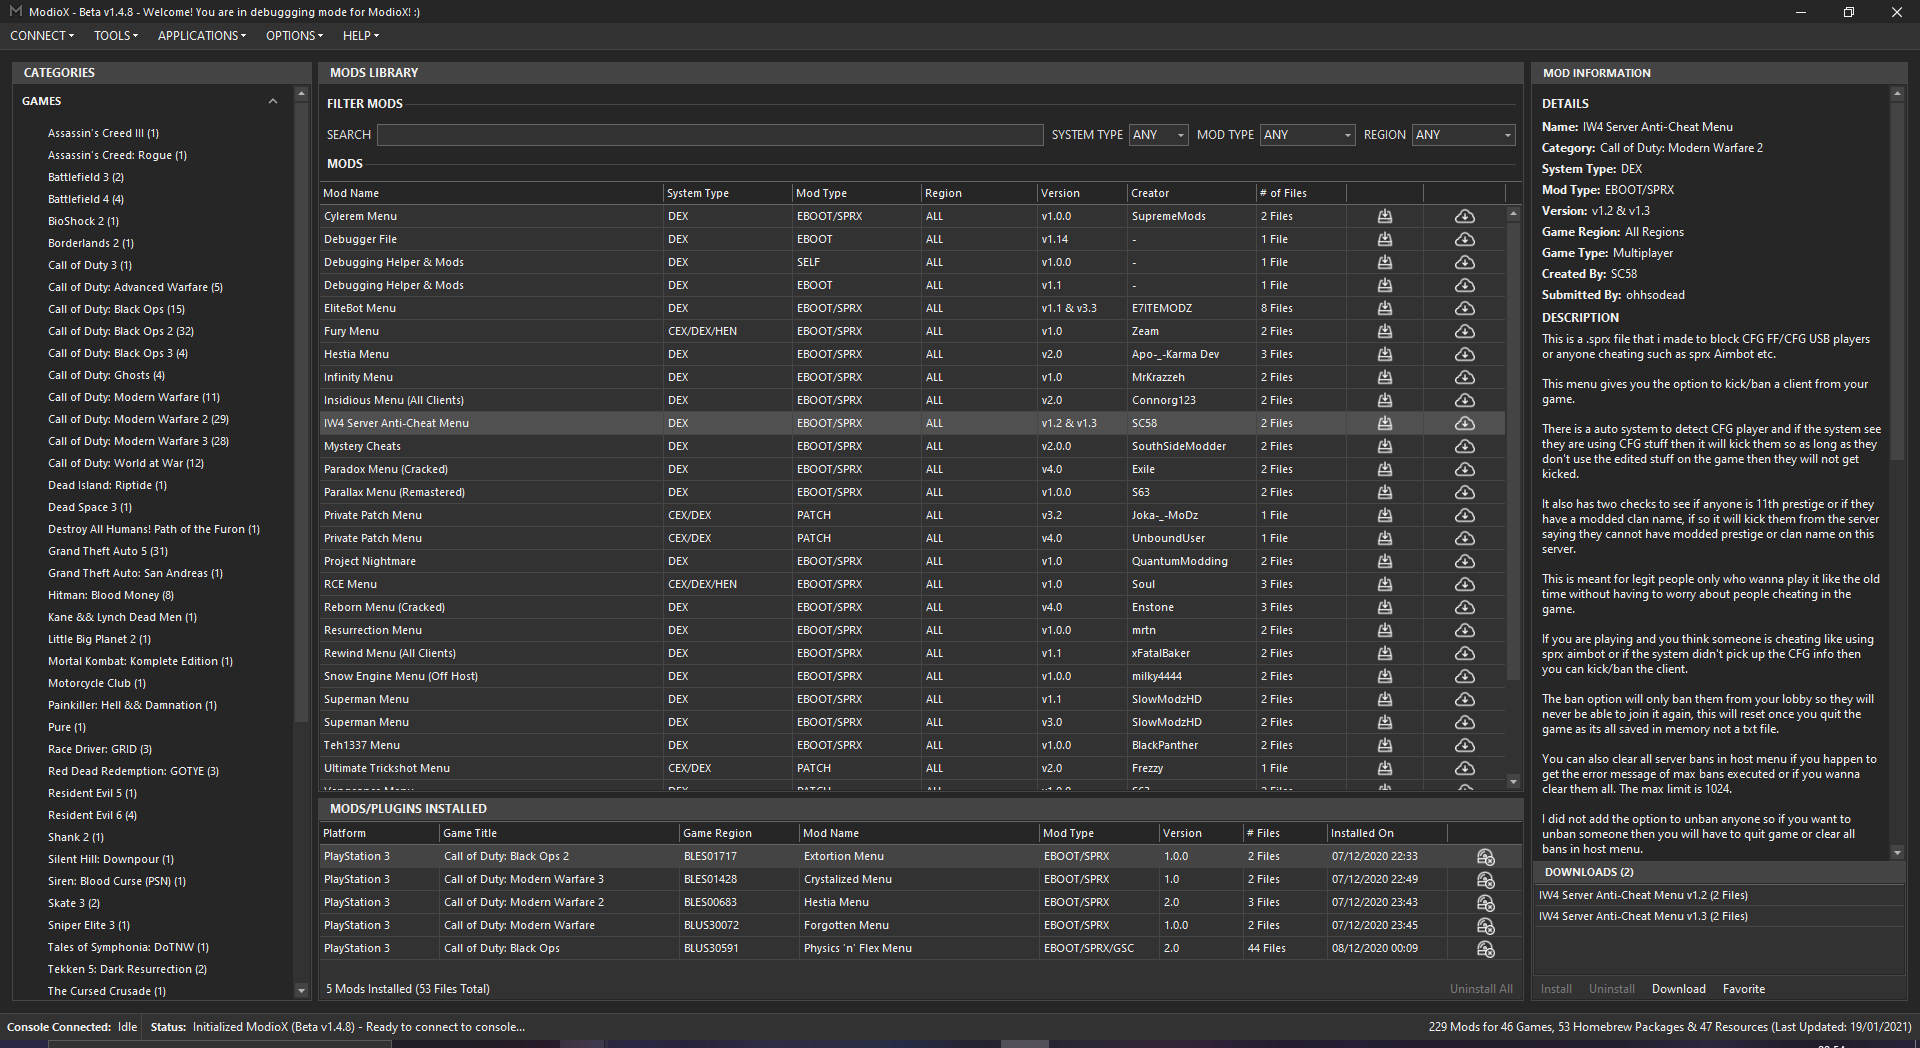 ModioX - Beta v1.4.8 - Welcome! You are in debuggging mode for ModioX! :)
CONNECT TOOLS APPLICATIONS OPTIONS HELP
CATEGORIES
GAMES
Assassin's Creed III (1)
Assassin's Creed: Rogue (1)
Battlefield 3 (2)
Battlefield 4 (4)
BioShock 2 (1)
Borderlands 2 (1)
Call of Duty 3 (1)
Call of Duty: Advanced Warfare (5)
Call of Duty: Black Ops (15)
Call of Duty: Black Ops 2 (32)
Call of Duty: Black Ops 3 (4)
Call of Duty: Ghosts (4)
Call of Duty: Modern Warfare (11)
Call of Duty: Modern Warfare 2 (29)
Call of Duty: Modern Warfare 3 (28)
Call of Duty: World at War (12)
Dead Island: Riptide (1)
Dead Space 3 (1)
Destroy All Humans! Path of the Furon (1)
Grand Theft Auto 5 (31)
Grand Theft Auto: San Andreas (1)
Hitman: Blood Money (8)
Kane && Lynch Dead Men (1)
Little Big Planet 2 (1)
Mortal Kombat: Komplete Edition (1)
Motorcycle Club (1)
Painkiller: Hell && Damnation (1)
Pure (1)
Race Driver: GRID (3)
Red Dead Redemption: GOTYE (3)
Resident Evil 5 (1)
Resident Evil 6 (4)
Shank 2 (1)
Silent Hill: Downpour (1)
Siren: Blood Curse (PSN) (1)
Skate 3 (2)
Sniper Elite 3 (1)
Tales of Symphonia: DoTNW (1)
Tekken 5: Dark Resurrection (2)
The Cursed Crusade (1)
MODS LIBRARY
FILTER MODS
SEARCH SYSTEM TYPE ANY MOD TYPE ANY REGION ANY
MODS
Mod Name System Type Mod Type Region Version Creator # of Files
Cylerem Menu DEX EBOOT/SPRX ALL v1.0.0 SupremeMods 2 Files
Debugger File DEX EBOOT ALL v1.14 - 1 File
Debugging Helper & Mods DEX SELF ALL v1.0.0 - 1 File
Debugging Helper & Mods DEX EBOOT ALL v1.1 - 1 File
EliteBot Menu DEX EBOOT/SPRX ALL v1.1 & v3.3 E7ITEMODZ 8 Files
Fury Menu CEX/DEX/HEN EBOOT/SPRX ALL v1.0 Zeam 2 Files
Hestia Menu DEX EBOOT/SPRX ALL v2.0 Apo-_-Karma Dev 3 Files
Infinity Menu DEX EBOOT/SPRX ALL v1.0 MrKrazzeh 2 Files
Insidious Menu (All Clients) DEX EBOOT/SPRX ALL v2.0 Connorg123 2 Files
IW4 Server Anti-Cheat Menu DEX EBOOT/SPRX ALL v1.2 & v1.3 SC58 2 Files
Mystery Cheats DEX EBOOT/SPRX ALL v2.0.0 SouthSideModder 2 Files
Paradox Menu (Cracked) DEX EBOOT/SPRX ALL v4.0 Exile 2 Files
Parallax Menu (Remastered) DEX EBOOT/SPRX ALL v1.0.0 S63 2 Files
Private Patch Menu CEX/DEX PATCH ALL v3.2 Joka-_-MoDz 1 File
Private Patch Menu CEX/DEX PATCH ALL v4.0 UnboundUser 1 File
Project Nightmare DEX EBOOT/SPRX ALL v1.0 QuantumModding 2 Files
RCE Menu CEX/DEX/HEN EBOOT/SPRX ALL v1.0 Soul 3 Files
Reborn Menu (Cracked) DEX EBOOT/SPRX ALL v4.0 Enstone 3 Files
Resurrection Menu DEX EBOOT/SPRX ALL v1.0.0 mrtn 2 Files
Rewind Menu (All Clients) DEX EBOOT/SPRX ALL v1.1 xFatalBaker 2 Files
Snow Engine Menu (Off Host) DEX EBOOT/SPRX ALL v1.0.0 milky4444 2 Files
Superman Menu DEX EBOOT/SPRX ALL v1.1 SlowModzHD 2 Files
Superman Menu DEX EBOOT/SPRX ALL v3.0 SlowModzHD 2 Files
Teh1337 Menu DEX EBOOT/SPRX ALL v1.0.0 BlackPanther 2 Files
Ultimate Trickshot Menu CEX/DEX PATCH ALL v2.0 Frezzy 1 File
MODS/PLUGINS INSTALLED
Platform Game Title Game Region Mod Name Mod Type Version # Files Installed On
PlayStation 3 Call of Duty: Black Ops 2 BLES01717 Extortion Menu EBOOT/SPRX 1.0.0 2 Files 07/12/2020 22:33
PlayStation 3 Call of Duty: Modern Warfare 3 BLES01428 Crystalized Menu EBOOT/SPRX 1.0 2 Files 07/12/2020 22:49
PlayStation 3 Call of Duty: Modern Warfare 2 BLES00683 Hestia Menu EBOOT/SPRX 2.0 3 Files 07/12/2020 23:43
PlayStation 3 Call of Duty: Modern Warfare BLUS30072 Forgotten Menu EBOOT/SPRX 1.0.0 2 Files 07/12/2020 23:45
PlayStation 3 Call of Duty: Black Ops BLUS30591 Physics 'n' Flex Menu EBOOT/SPRX/GSC 2.0 44 Files 08/12/2020 00:09
5 Mods Installed (53 Files Total) Uninstall All
MOD INFORMATION
DETAILS
Name: IW4 Server Anti-Cheat Menu
Category: Call of Duty: Modern Warfare 2
System Type: DEX
Mod Type: EBOOT/SPRX
Version: v1.2 & v1.3
Game Region: All Regions
Game Type: Multiplayer
Created By: SC58
Submitted By: ohhsodead
DESCRIPTION
This is a .sprx file that i made to block CFG FF/CFG USB players
or anyone cheating such as sprx Aimbot etc.
This menu gives you the option to kick/ban a client from your
game.
There is a auto system to detect CFG player and if the system see
they are using CFG stuff then it will kick them so as long as they
don't use the edited stuff on the game then they will not get
kicked.
It also has two checks to see if anyone is 11th prestige or if they
have a modded clan name, if so it will kick them from the server
saying they cannot have modded prestige or clan name on this
server.
This is meant for legit people only who wanna play it like the old
time without having to worry about people cheating in the
game.
If you are playing and you think someone is cheating like using
sprx aimbot or if the system didn't pick up the CFG info then
you can kick/ban the client.
The ban option will only ban them from your lobby so they will
never be able to join it again, this will reset once you quit the
game as its all saved in memory not a txt file.
You can also clear all server bans in host menu if you happen to
get the error message of max bans executed or if you wanna
clear them all. The max limit is 1024.
I did not add the option to unban anyone so if you want to
unban someone then you will have to quit game or clear all
bans in host menu.
DOWNLOADS (2)
IW4 Server Anti-Cheat Menu v1.2 (2 Files)
IW4 Server Anti-Cheat Menu v1.3 (2 Files)
Install Uninstall Download Favorite
Console Connected: Idle Status: Initialized ModioX (Beta v1.4.8) - Ready to connect to console... 229 Mods for 46 Games, 53 Homebrew Packages & 47 Resources (Last Updated: 19/01/2021)